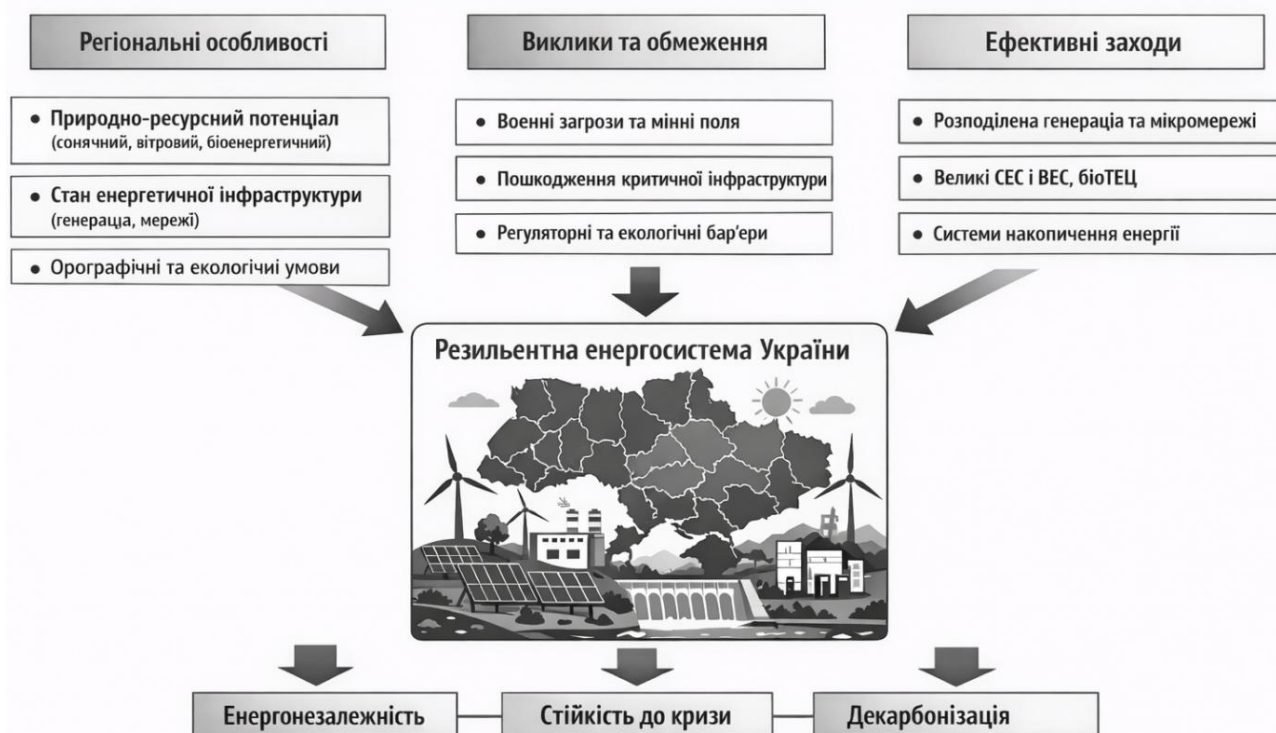 Регіональні особливості
• Природно-ресурсний потенціал
(сонячний, вітровий, біоенергетичний)
• Стан енергетичної інфраструктури
(генерація, мережі)
• Орографічні та екологічиі умови
Виклики та обмеження
• Воєнні загрози та мінні поля
• Пошкодження критичної інфраструктури
• Регуляторні та екологічні бар'єри
Ефективні заходи
• Розподілена генераціа та мікромережі
• Великі СЕС і ВЕС, біоТЕЦ
• Системи накопичення енергії
Резильентна енергосистема України
Енергонезалежність
Стійкість до кризи
Декарбонізація